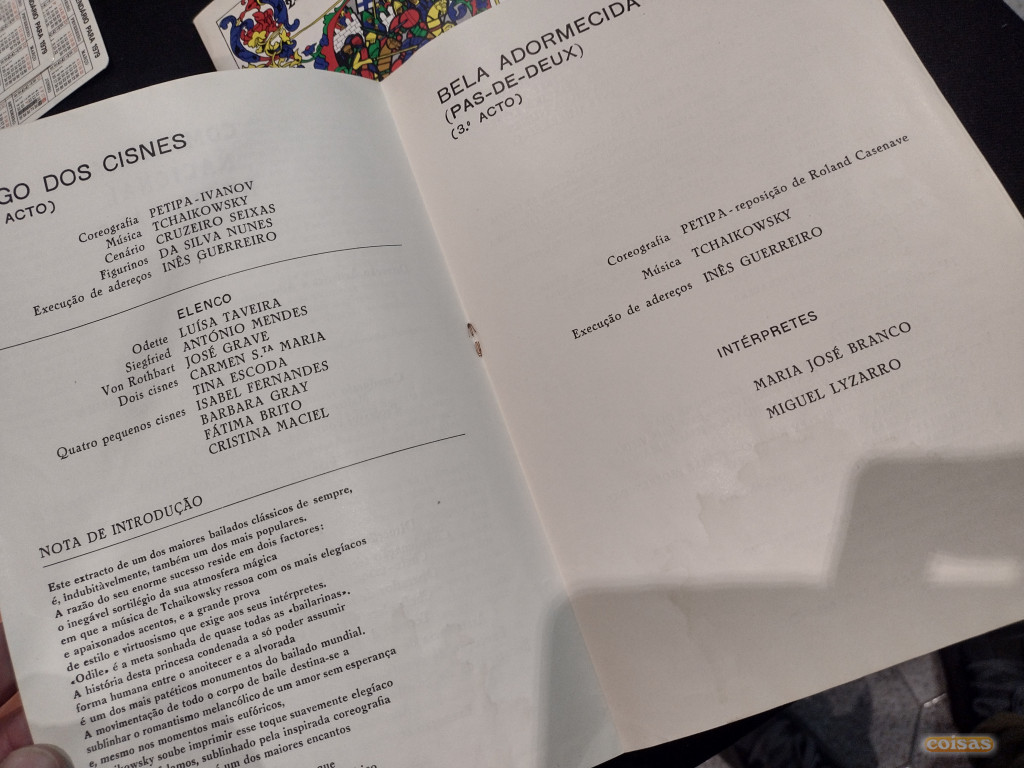 DÁRIO PARA 1979
PARA 1979
GO DOS CISNES
ACTO)
Coreografia PETIPA-IVANOV
Música TCHAIKOWSKY
Cenário CRUZEIRO SEIXAS
Figurinos DA SILVA NUNES
Execução de adereços INÊS GUERREIRO
ELENCO
Odette LUÍSA TAVEIRA
Siegfried ANTÓNIO MENDES
Von Rothbart JOSÉ GRAVE
Dois cisnes CARMEN S.TA MARIA
TINA ESCODA
Quatro pequenos cisnes ISABEL FERNANDES
BARBARA GRAY
FÁTIMA BRITO
CRISTINA MACIEL
NOTA DE INTRODUÇÃO
Este extracto de um dos maiores bailados clássicos de sempre,
é, indubitàvelmente, também um dos mais populares.
A razão do seu enorme sucesso reside em dois factores:
o inegável sortilégio da sua atmosfera mágica
em que a música de Tchaikowsky ressoa com os mais elegíacos
e apaixonados acentos, e a grande prova
de estilo e virtuosismo que exige aos seus intérpretes.
«Odile» é a meta sonhada de quase todas as «bailarinas».
A história desta princesa condenada a só poder assumir
forma humana entre o anoitecer e a alvorada
é um dos mais patéticos monumentos do bailado mundial.
A movimentação de todo o corpo de baile destina-se a
sublinhar o romantismo melancólico de um amor sem esperança
e, mesmo nos momentos mais eufóricos,
aikowsky soube imprimir esse toque suavemente elegíaco
damos, sublinhado pela inspirada coreografia
é um dos maiores encantos
BELA ADORMECIDA
(PAS-DE-DEUX)
(3.º ACTO)
Coreografia PETIPA-reposição de Roland Casenave
Música TCHAIKOWSKY
Execução de adereços INÊS GUERREIRO
INTÉRPRETES
MARIA JOSÉ BRANCO
MIGUEL LYZARRO
coisas